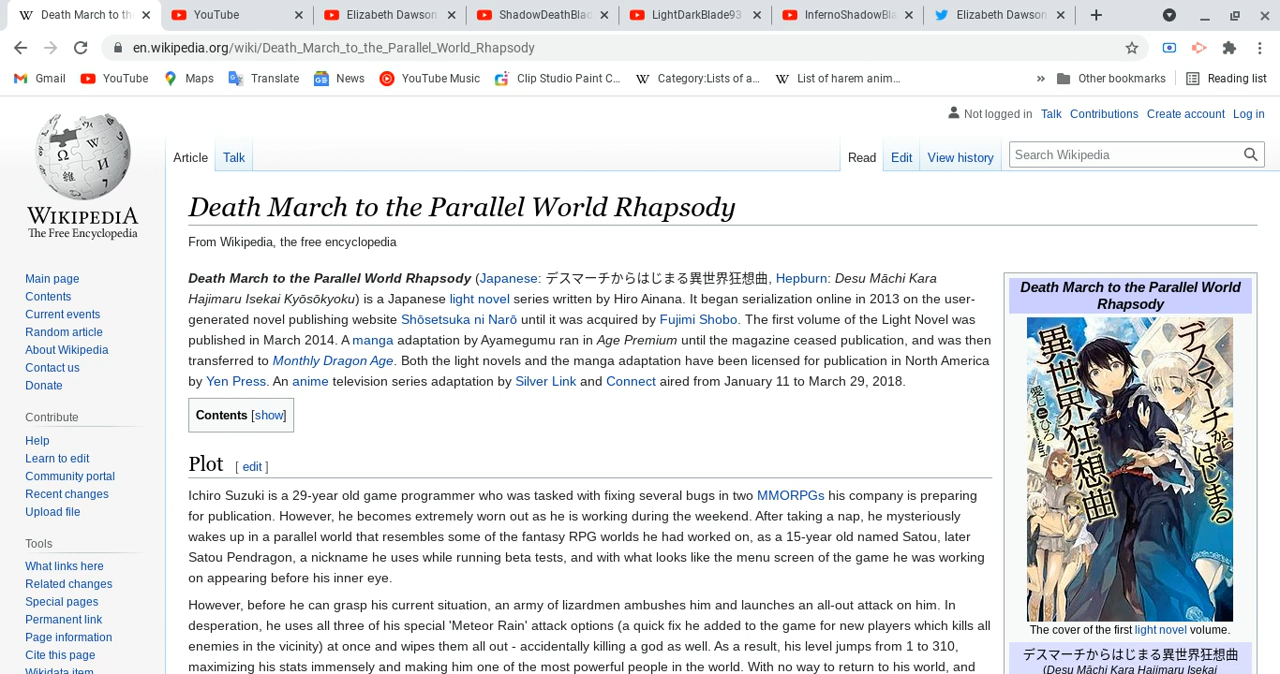 Death March to the
YouTube
Elizabeth Dawson
ShadowDeathBlad
LightDarkBlade93
InfernoShadowBla
Elizabeth Dawson
en.wikipedia.org/wiki/Death_March_to_the_Parallel_World_Rhapsody
Gmail
YouTube
Maps
Translate
News
YouTube Music
Clip Studio Paint C...
Category:Lists of a...
List of harem anim...
»
Other bookmarks
Reading list
Not logged in
Talk
Contributions
Create account
Log in
Article
Talk
Read
Edit
View history
Search Wikipedia
WIKIPEDIA
The Free Encyclopedia
Main page
Contents
Current events
Random article
About Wikipedia
Contact us
Donate
Contribute
Help
Learn to edit
Community portal
Recent changes
Upload file
Tools
What links here
Related changes
Special pages
Permanent link
Page information
Cite this page
Wikidata item
Death March to the Parallel World Rhapsody
From Wikipedia, the free encyclopedia
Death March to the Parallel World Rhapsody (Japanese: デスマーチからはじまる異世界狂想曲, Hepburn: Desu Māchi Kara
Hajimaru Isekai Kyōsōkyoku) is a Japanese light novel series written by Hiro Ainana. It began serialization online in 2013 on the user-
generated novel publishing website Shōsetsuka ni Narō until it was acquired by Fujimi Shobo. The first volume of the Light Novel was
published in March 2014. A manga adaptation by Ayamegumu ran in Age Premium until the magazine ceased publication, and was then
transferred to Monthly Dragon Age. Both the light novels and the manga adaptation have been licensed for publication in North America
by Yen Press. An anime television series adaptation by Silver Link and Connect aired from January 11 to March 29, 2018.
Contents [show]
Plot [ edit ]
Ichiro Suzuki is a 29-year old game programmer who was tasked with fixing several bugs in two MMORPGs his company is preparing
for publication. However, he becomes extremely worn out as he is working during the weekend. After taking a nap, he mysteriously
wakes up in a parallel world that resembles some of the fantasy RPG worlds he had worked on, as a 15-year old named Satou, later
Satou Pendragon, a nickname he uses while running beta tests, and with what looks like the menu screen of the game he was working
on appearing before his inner eye.
However, before he can grasp his current situation, an army of lizardmen ambushes him and launches an all-out attack on him. In
desperation, he uses all three of his special 'Meteor Rain' attack options (a quick fix he added to the game for new players which kills all
enemies in the vicinity) at once and wipes them all out - accidentally killing a god as well. As a result, his level jumps from 1 to 310,
maximizing his stats immensely and making him one of the most powerful people in the world. With no way to return to his world, and
Death March to the Parallel World
Rhapsody
デスマーチからはじまる
異世界狂想曲
愛七ひろ
The cover of the first light novel volume.
デスマーチからはじまる異世界狂想曲
(Desu Māchi Kara Hajimaru Isekai